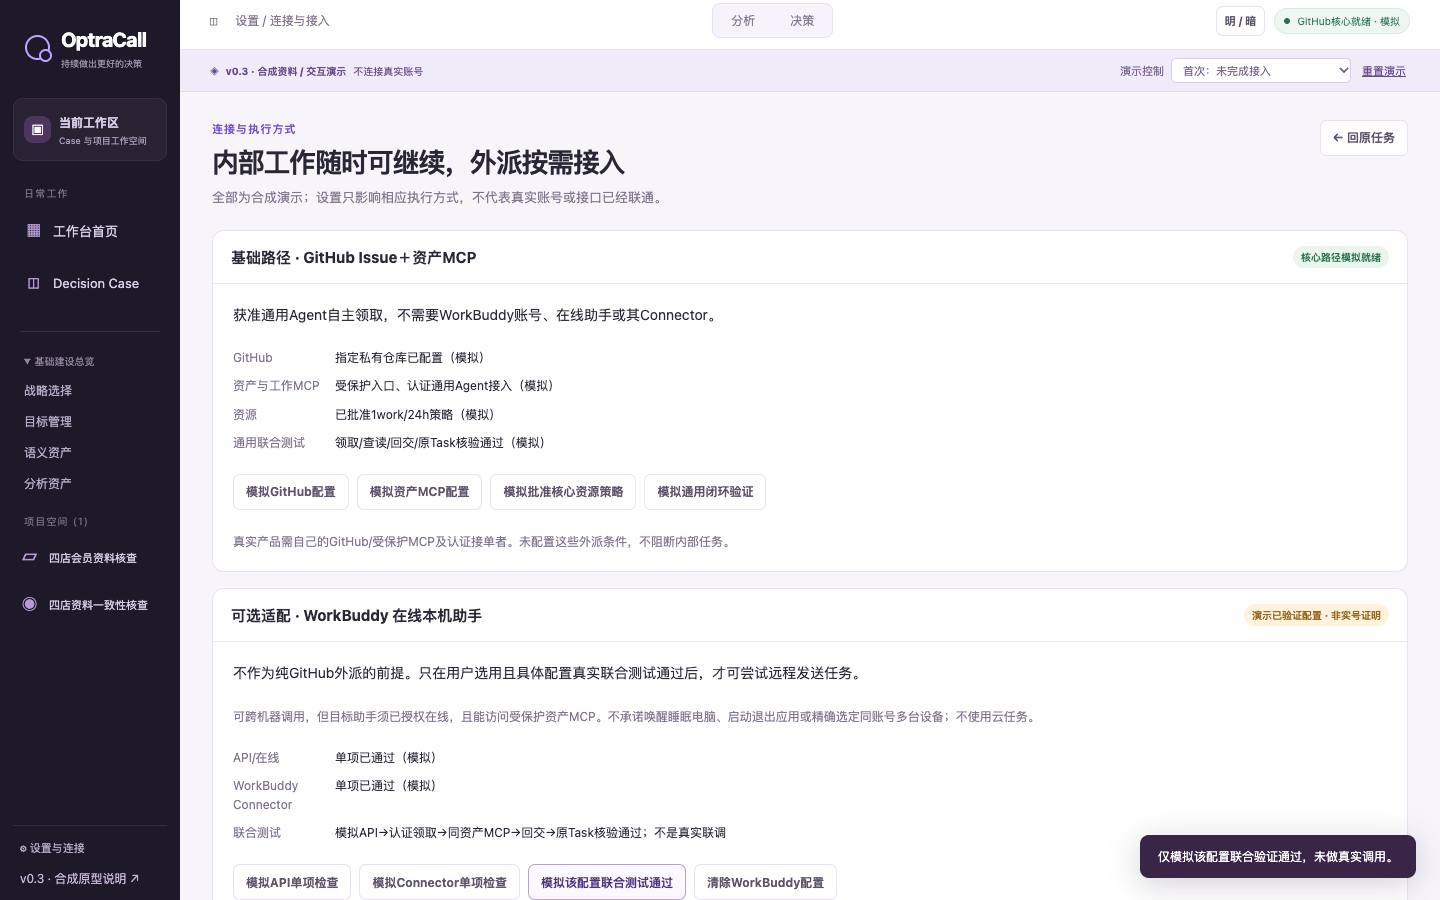 OptraCall
持续做出更好的决策
当前工作区
Case 与项目工作空间
日常工作
工作台首页
Decision Case
▼ 基础建设总览
战略选择
目标管理
语义资产
分析资产
项目空间 (1)
四店会员资料核查
四店资料一致性核查
设置与连接
v0.3 · 合成原型说明 ↗
设置 / 连接与接入
分析
决策
明 / 暗
GitHub核心就绪 · 模拟
v0.3 · 合成资料 / 交互演示 不连接真实账号
演示控制
首次：未完成接入
重置演示
连接与执行方式
内部工作随时可继续，外派按需接入
全部为合成演示；设置只影响相应执行方式，不代表真实账号或接口已经联通。
← 回原任务
基础路径 · GitHub Issue＋资产MCP
核心路径模拟就绪
获准通用Agent自主领取，不需要WorkBuddy账号、在线助手或其Connector。
GitHub 指定私有仓库已配置（模拟）
资产与工作MCP 受保护入口、认证通用Agent接入（模拟）
资源 已批准1work/24h策略（模拟）
通用联合测试 领取/查读/回交/原Task核验通过（模拟）
模拟GitHub配置
模拟资产MCP配置
模拟批准核心资源策略
模拟通用闭环验证
真实产品需自己的GitHub/受保护MCP及认证接单者。未配置这些外派条件，不阻断内部任务。
可选适配 · WorkBuddy 在线本机助手
演示已验证配置 · 非实号证明
不作为纯GitHub外派的前提。只在用户选用且具体配置真实联合测试通过后，才可尝试远程发送任务。
可跨机器调用，但目标助手须已授权在线，且能访问受保护资产MCP。不承诺唤醒睡眠电脑、启动退出应用或精确选定同账号多台设备；不使用云任务。
API/在线 单项已通过（模拟）
WorkBuddy Connector 单项已通过（模拟）
联合测试 模拟API→认证领取→同资产MCP→回交→原Task核验通过；不是真实联调
模拟API单项检查
模拟Connector单项检查
模拟该配置联合测试通过
清除WorkBuddy配置
仅模拟该配置联合验证通过，未做真实调用。